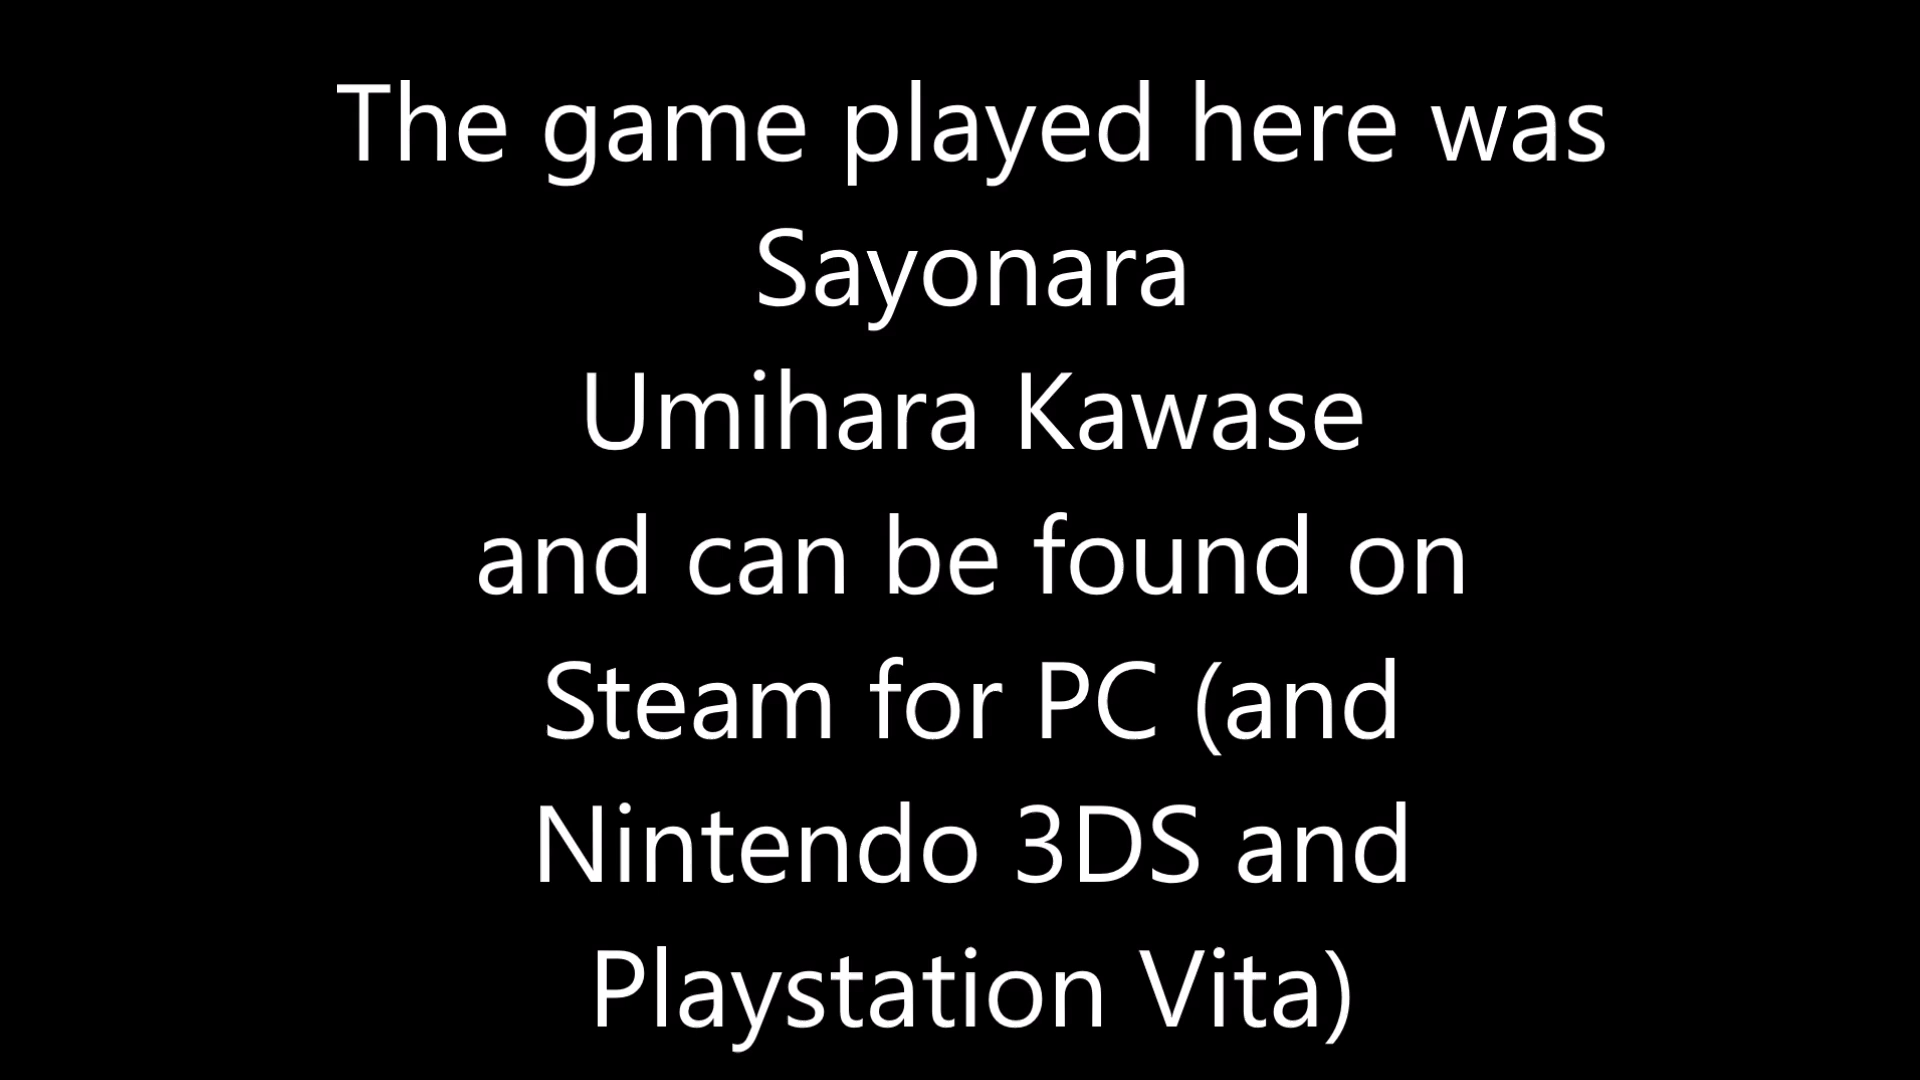 The game played here was
Sayonara
Umihara Kawase
and can be found on
Steam for PC (and
Nintendo 3DS and
Playstation Vita)